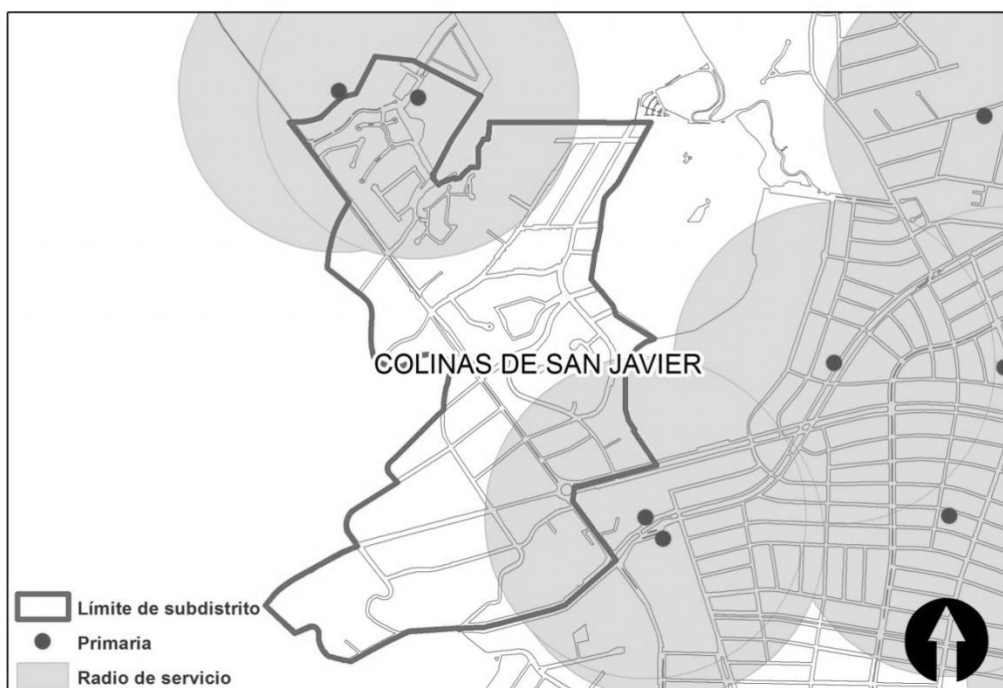 COLINAS DE SAN JAVIER
Límite de subdistrito
Primaria
Radio de servicio